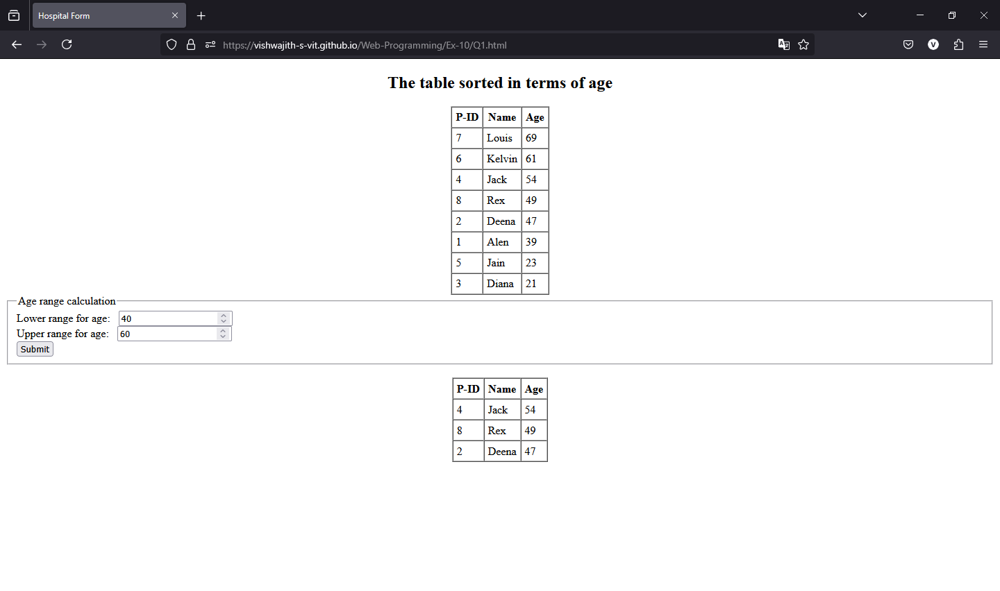 Hospital Form
https://vishwajith-s-vit.github.io/Web-Programming/Ex-10/Q1.html
V
The table sorted in terms of age
P-ID Name Age
7 Louis 69
6 Kelvin 61
4 Jack 54
8 Rex 49
2 Deena 47
1 Alen 39
5 Jain 23
3 Diana 21
Age range calculation
Lower range for age: 40
Upper range for age: 60
Submit
P-ID Name Age
4 Jack 54
8 Rex 49
2 Deena 47